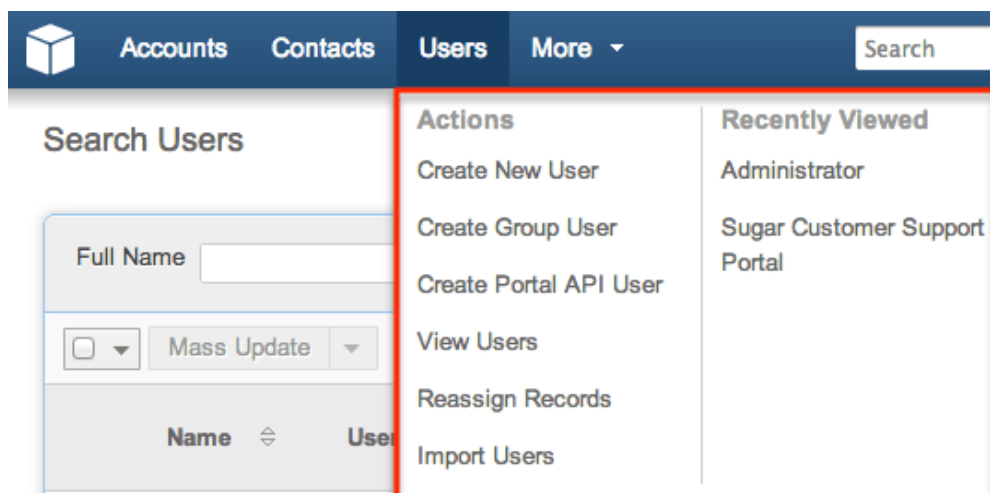 Accounts Contacts Users More Search
Search Users
Full Name
Mass Update
Name
Actions
Create New User
Create Group User
Create Portal API User
View Users
Reassign Records
Import Users
Recently Viewed
Administrator
Sugar Customer Support
Portal